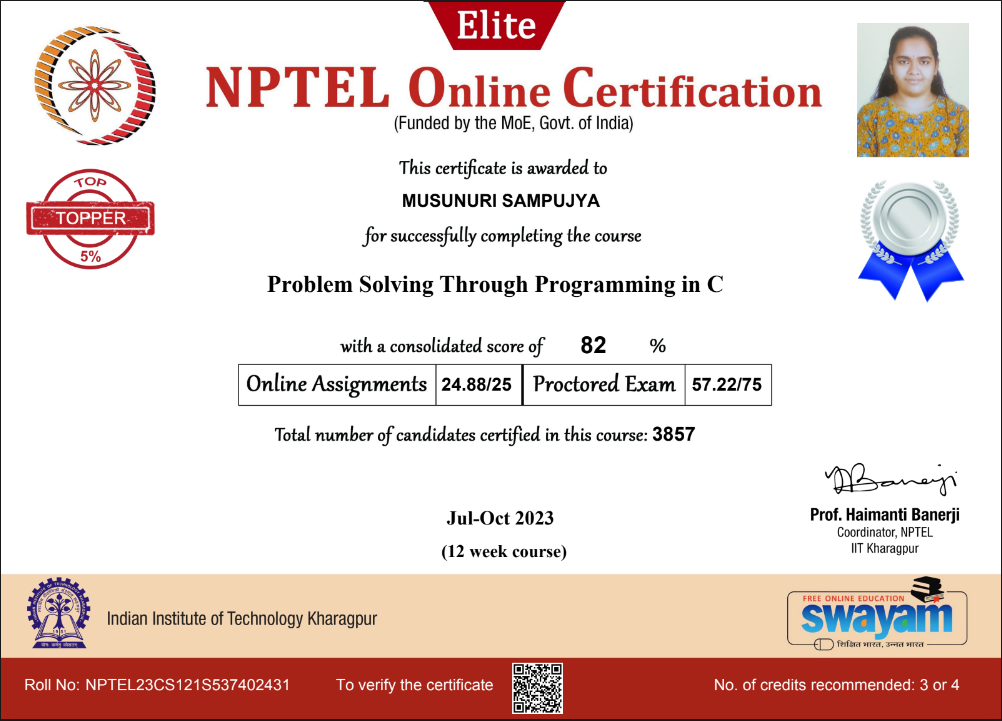 Elite
NPTEL Online Certification
(Funded by the MoE, Govt. of India)
This certificate is awarded to
MUSUNURI SAMPUJYA
TOP
TOPPER
5%
for successfully completing the course
Problem Solving Through Programming in C
with a consolidated score of 82 %
Online Assignments 24.88/25 Proctored Exam 57.22/75
Total number of candidates certified in this course: 3857
Jul-Oct 2023
(12 week course)
Prof. Haimanti Banerji
Coordinator, NPTEL
IIT Kharagpur
Indian Institute of Technology Kharagpur
FREE ONLINE EDUCATION
swayam
शिक्षित भारत, उन्नत भारत
Roll No: NPTEL23CS121S537402431 To verify the certificate No. of credits recommended: 3 or 4